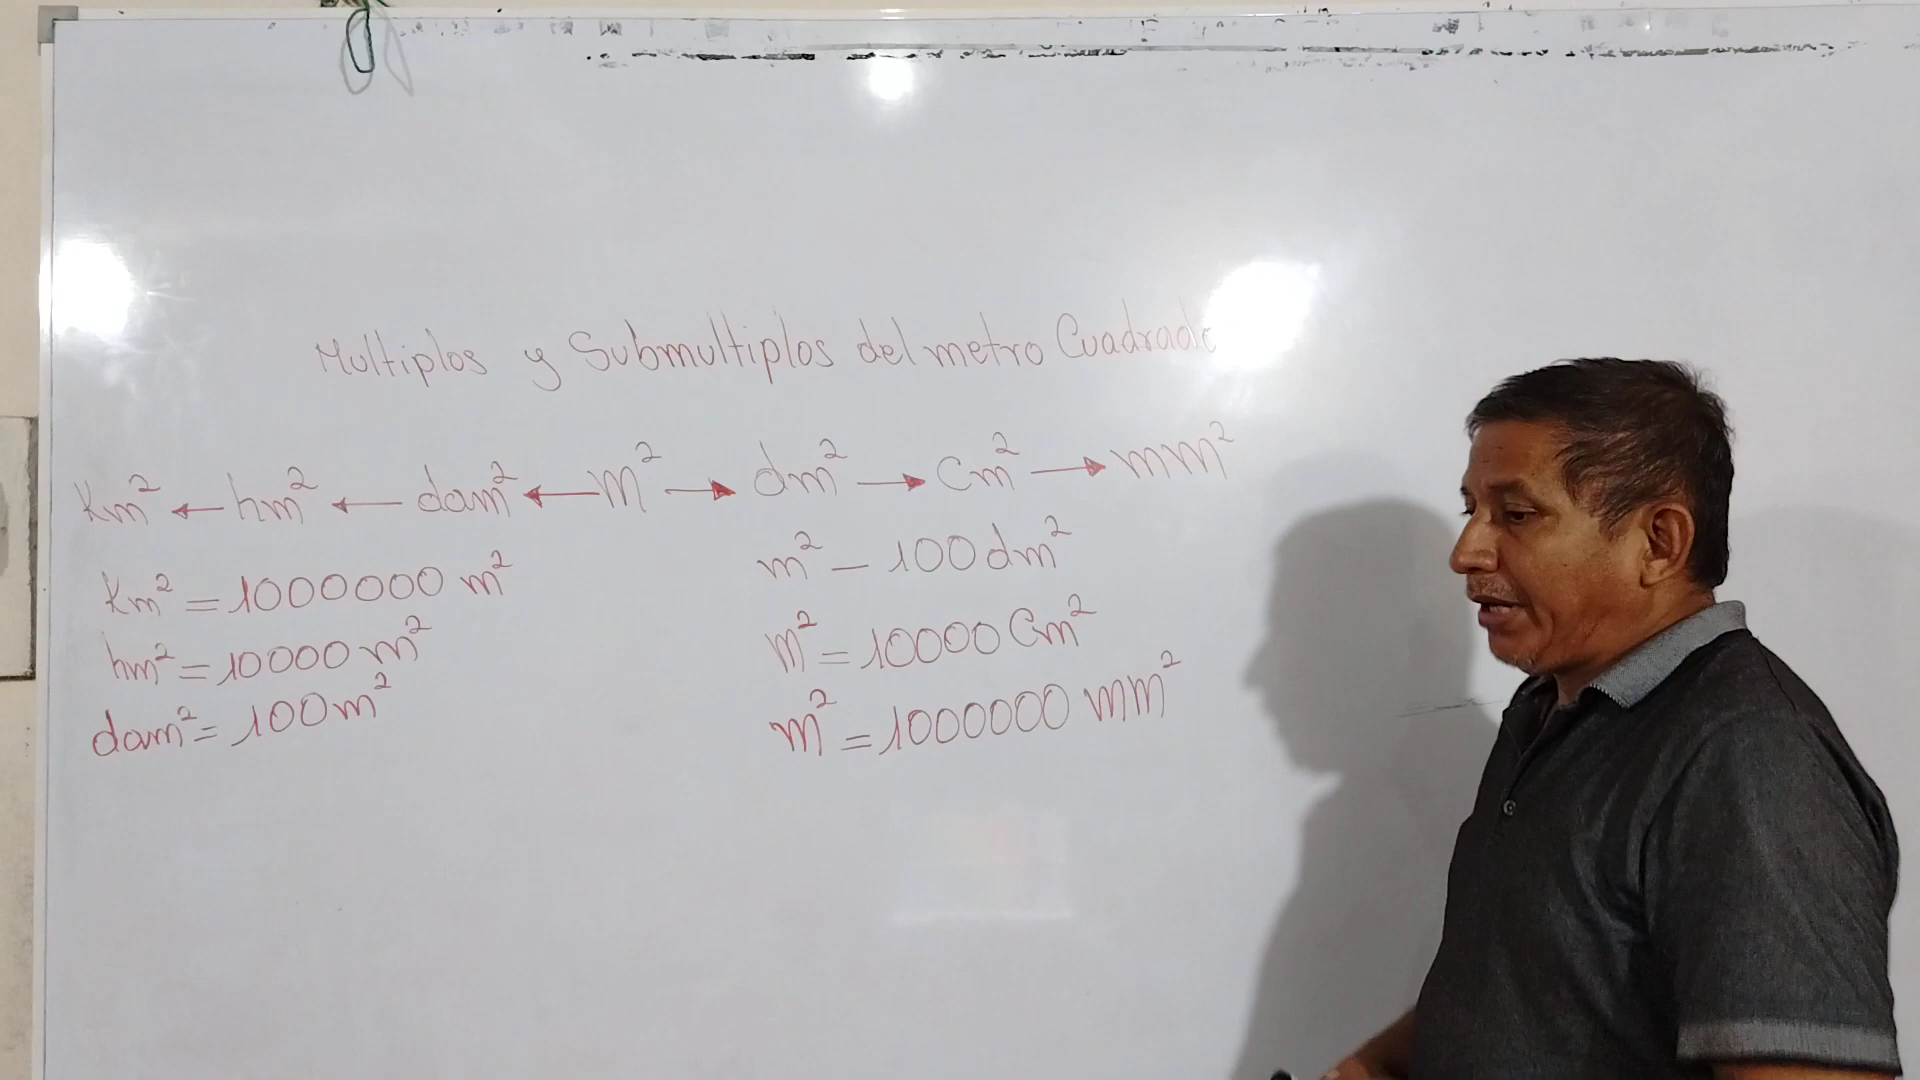 Multiplos y Submultiplos del metro Cuadrado
Km² ← hm² ← dam² ← m² → dm² → Cm² → mm²
Km² = 1000000 m²
hm² = 10000 m²
dam² = 100 m²
m² – 100 dm²
m² = 10000 Cm²
m² = 1000000 mm²